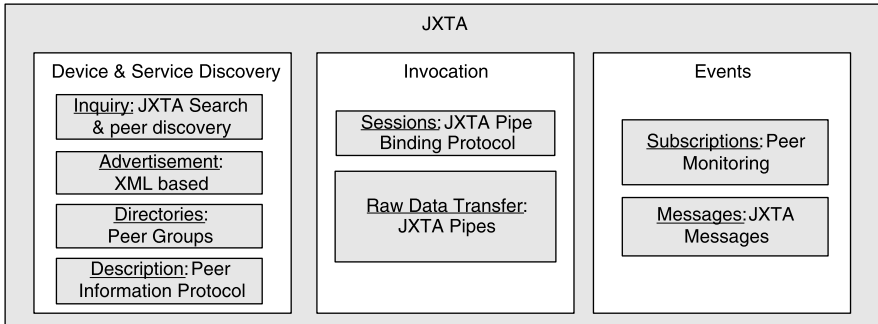 JXTA
Device & Service Discovery
Inquiry: JXTA Search
& peer discovery
Advertisement:
XML based
Directories:
Peer Groups
Description: Peer
Information Protocol
Invocation
Sessions: JXTA Pipe
Binding Protocol
Raw Data Transfer:
JXTA Pipes
Events
Subscriptions: Peer
Monitoring
Messages: JXTA
Messages